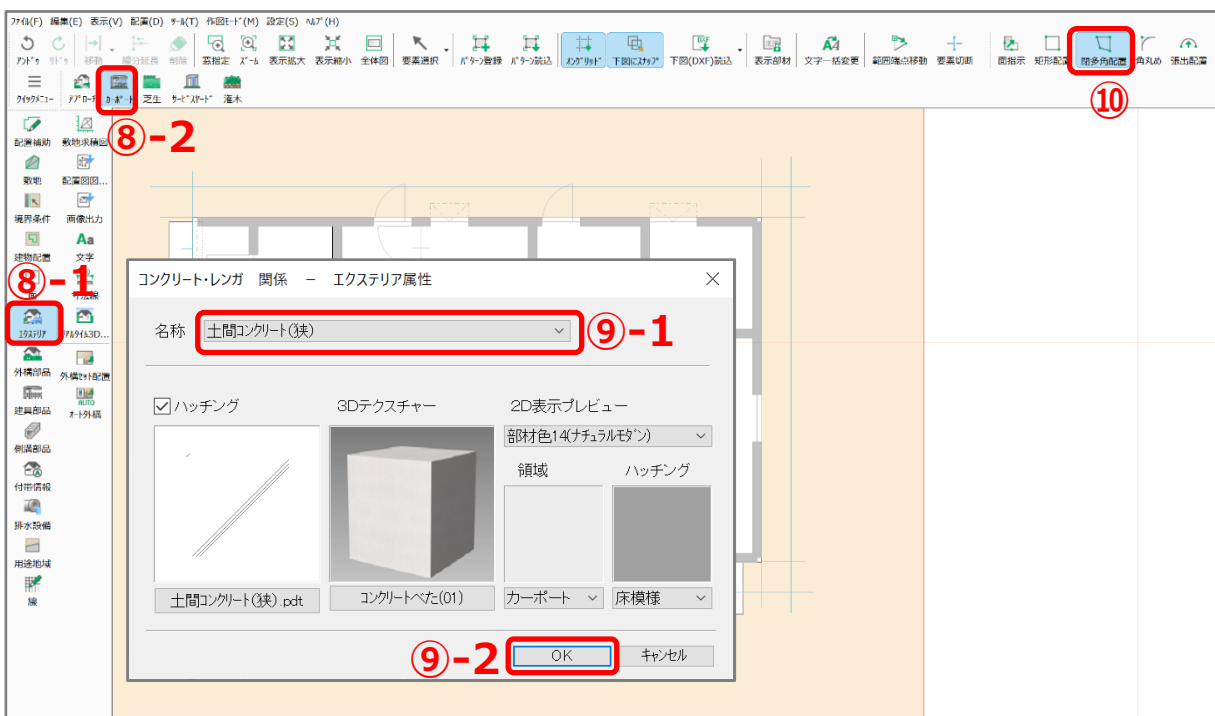 ﾌｧｲﾙ(F) 編集(E) 表示(V) 配置(D) ﾂｰﾙ(T) 作図ﾓｰﾄﾞ(M) 設定(S) ﾍﾙﾌﾟ(H)
ｱﾝﾄﾞｩ ﾘﾄﾞｩ 移動 線分延長 削除 窓指定 ｽﾞｰﾑ 表示拡大 表示縮小 全体図 要素選択 ﾊﾟﾀｰﾝ登録 ﾊﾟﾀｰﾝ読込 ｵﾝｸﾞﾘｯﾄﾞ 下図にｽﾅｯﾌﾟ 下図(DXF)読込 表示部材 文字一括変更 範囲端点移動 要素切断 面指示 矩形配置 閉多角配置 角丸め 張出配置
ｸｲｯｸﾒﾆｭｰ ｱﾌﾟﾛｰﾁ ｶｰﾎﾟｰﾄ 芝生 ｻｰﾋﾞｽﾔｰﾄﾞ 潅木
⑩
⑧-2
配置補助 敷地求積図
敷地 配置図図...
境界条件 画像出力
建物配置 Aa 文字
⑧-1
面 寸法線
ｴｸｽﾃﾘｱ ﾘｱﾙﾀｲﾑ3D...
外構部品 外構ｾｯﾄ配置
建具部品 AUTO ｵｰﾄ外構
側溝部品
付帯情報
排水設備
用途地域
線
コンクリート・レンガ 関係 － エクステリア属性
名称 土間ｺﾝｸﾘｰﾄ(狭)
⑨-1
ハッチング 3Dテクスチャー 2D表示プレビュー
部材色14(ﾅﾁｭﾗﾙﾓﾀﾞﾝ)
領域 ハッチング
土間ｺﾝｸﾘｰﾄ(狭).pdt ｺﾝｸﾘｰﾄべた(01) カーポート 床模様
⑨-2
OK ｷｬﾝｾﾙ